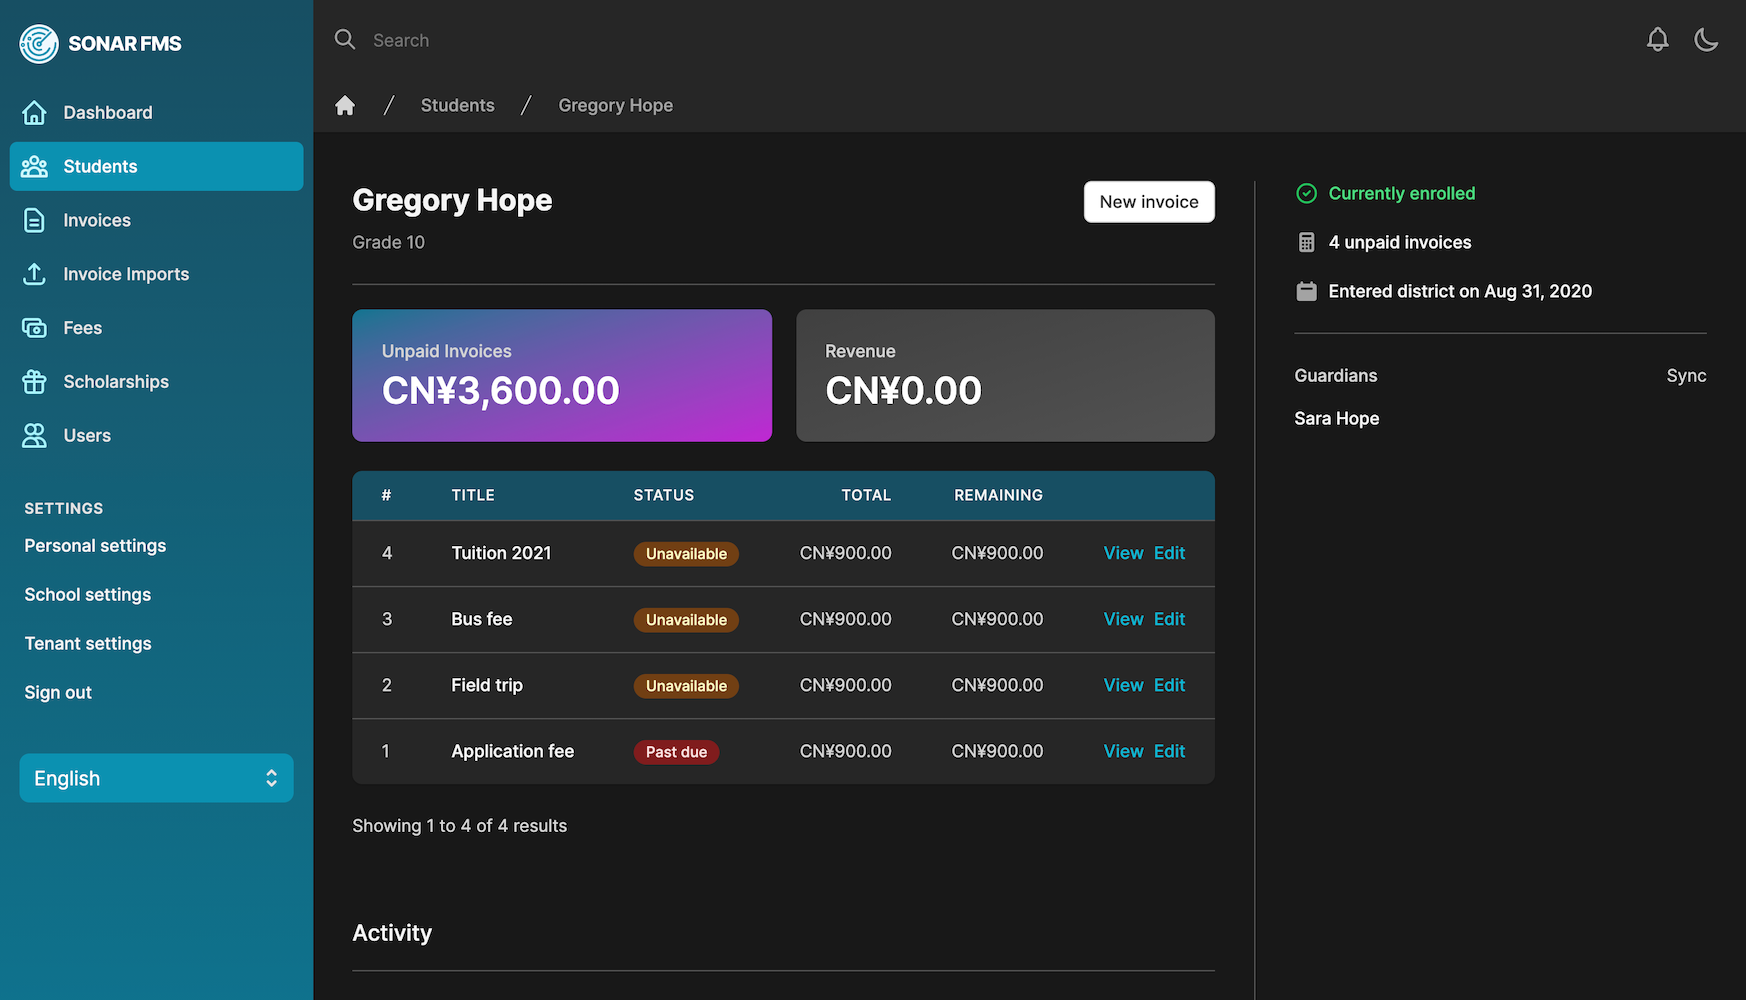 SONAR FMS
Dashboard
Students
Invoices
Invoice Imports
Fees
Scholarships
Users
SETTINGS
Personal settings
School settings
Tenant settings
Sign out
English
Search
/ Students / Gregory Hope
Gregory Hope
Grade 10
New invoice
Unpaid Invoices
CN¥3,600.00
Revenue
CN¥0.00
# TITLE STATUS TOTAL REMAINING
4 Tuition 2021 Unavailable CN¥900.00 CN¥900.00 View Edit
3 Bus fee Unavailable CN¥900.00 CN¥900.00 View Edit
2 Field trip Unavailable CN¥900.00 CN¥900.00 View Edit
1 Application fee Past due CN¥900.00 CN¥900.00 View Edit
Showing 1 to 4 of 4 results
Activity
Currently enrolled
4 unpaid invoices
Entered district on Aug 31, 2020
Guardians Sync
Sara Hope